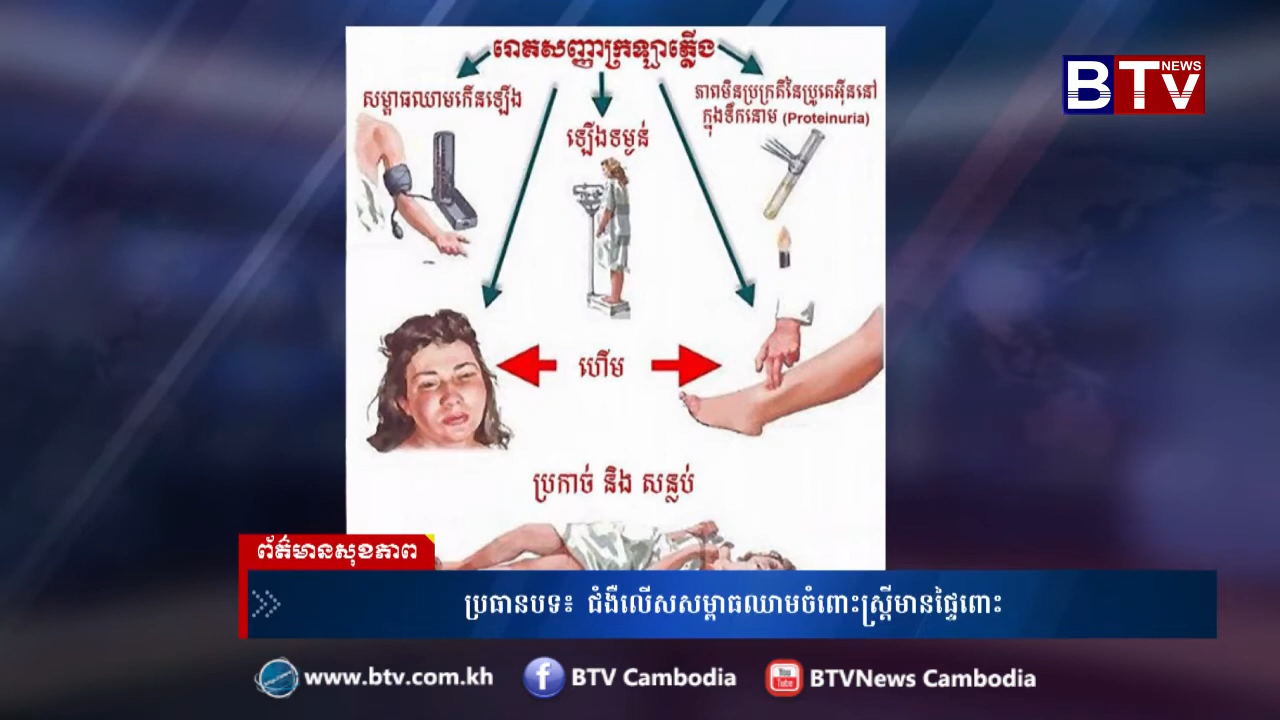 រោគសញ្ញាក្រឡាភ្លើង
BTV NEWS
សម្ពាធឈាមកើនឡើង
ភាពមិនប្រក្រតីនៃប្រូតេអ៊ីននៅ
ក្នុងទឹកនោម (Proteinuria)
ឡើងទម្ងន់
ហើម
ប្រកាច់ និង សន្លប់
ព័ត៌មានសុខភាព
ប្រធានបទ៖ ជំងឺលើសសម្ពាធឈាមចំពោះស្ត្រីមានផ្ទៃពោះ
www.btv.com.kh
BTV Cambodia
You Tube
BTVNews Cambodia